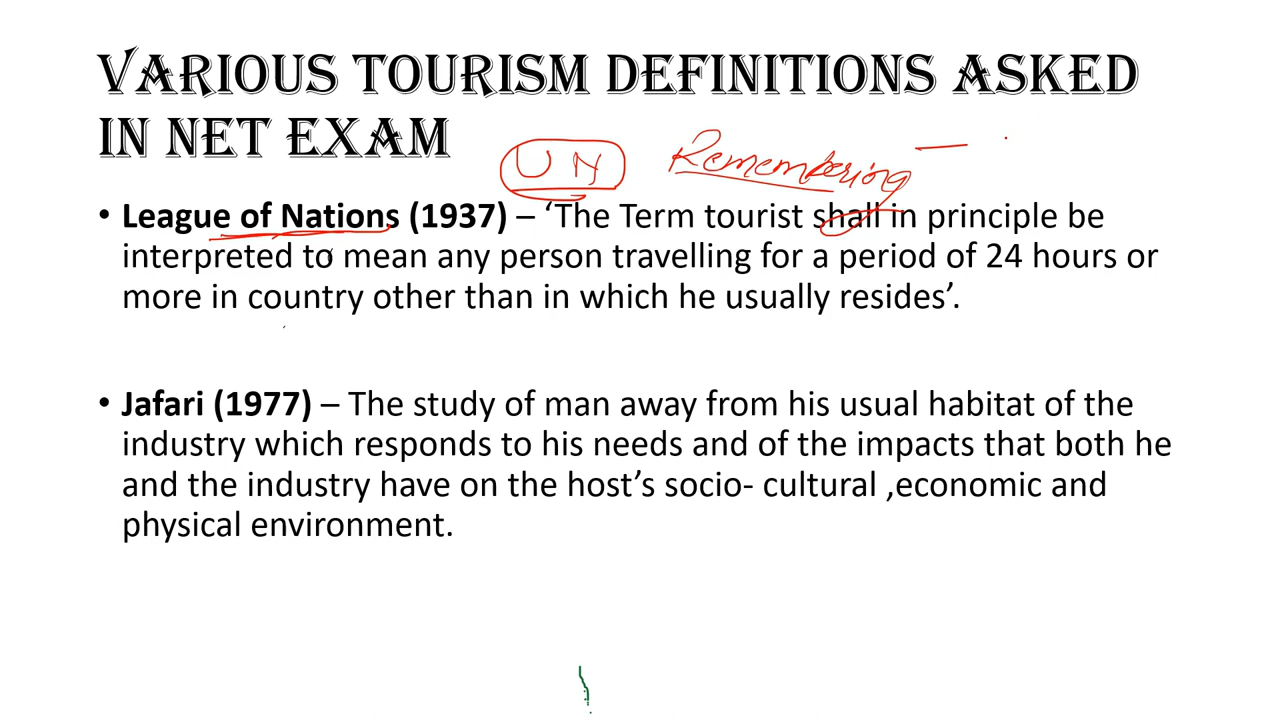 VARIOUS TOURISM DEFINITIONS ASKED
IN NET EXAM
UN Remembering
• League of Nations (1937) – ‘The Term tourist shall in principle be
interpreted to mean any person travelling for a period of 24 hours or
more in country other than in which he usually resides’.
• Jafari (1977) – The study of man away from his usual habitat of the
industry which responds to his needs and of the impacts that both he
and the industry have on the host’s socio- cultural ,economic and
physical environment.